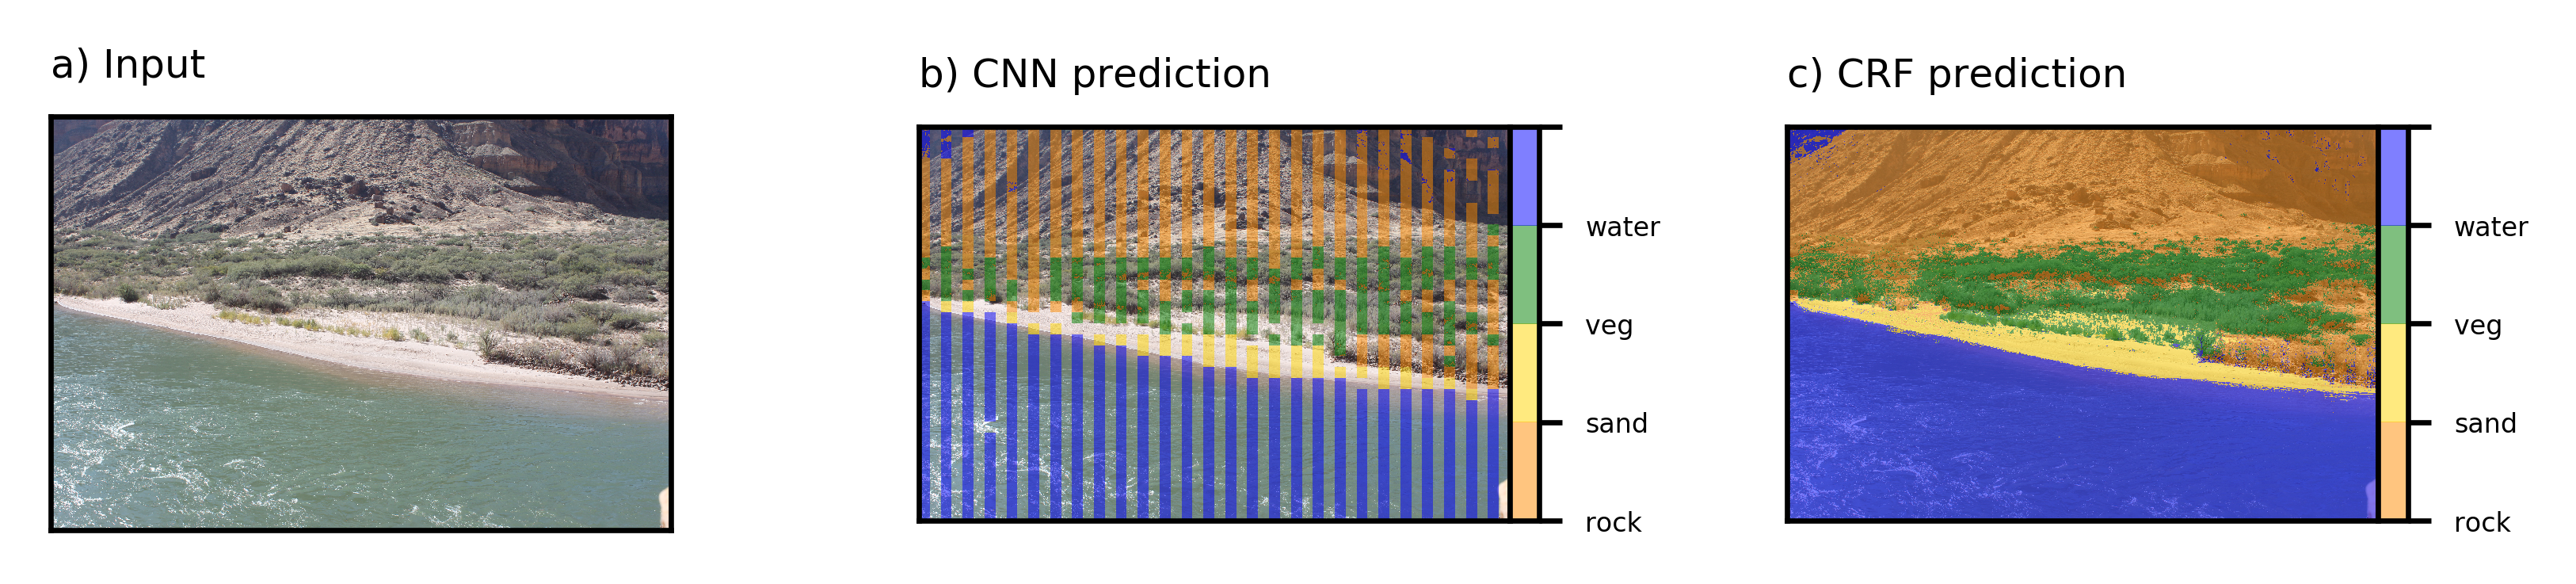 a) Input
b) CNN prediction
c) CRF prediction
water
veg
sand
rock
water
veg
sand
rock